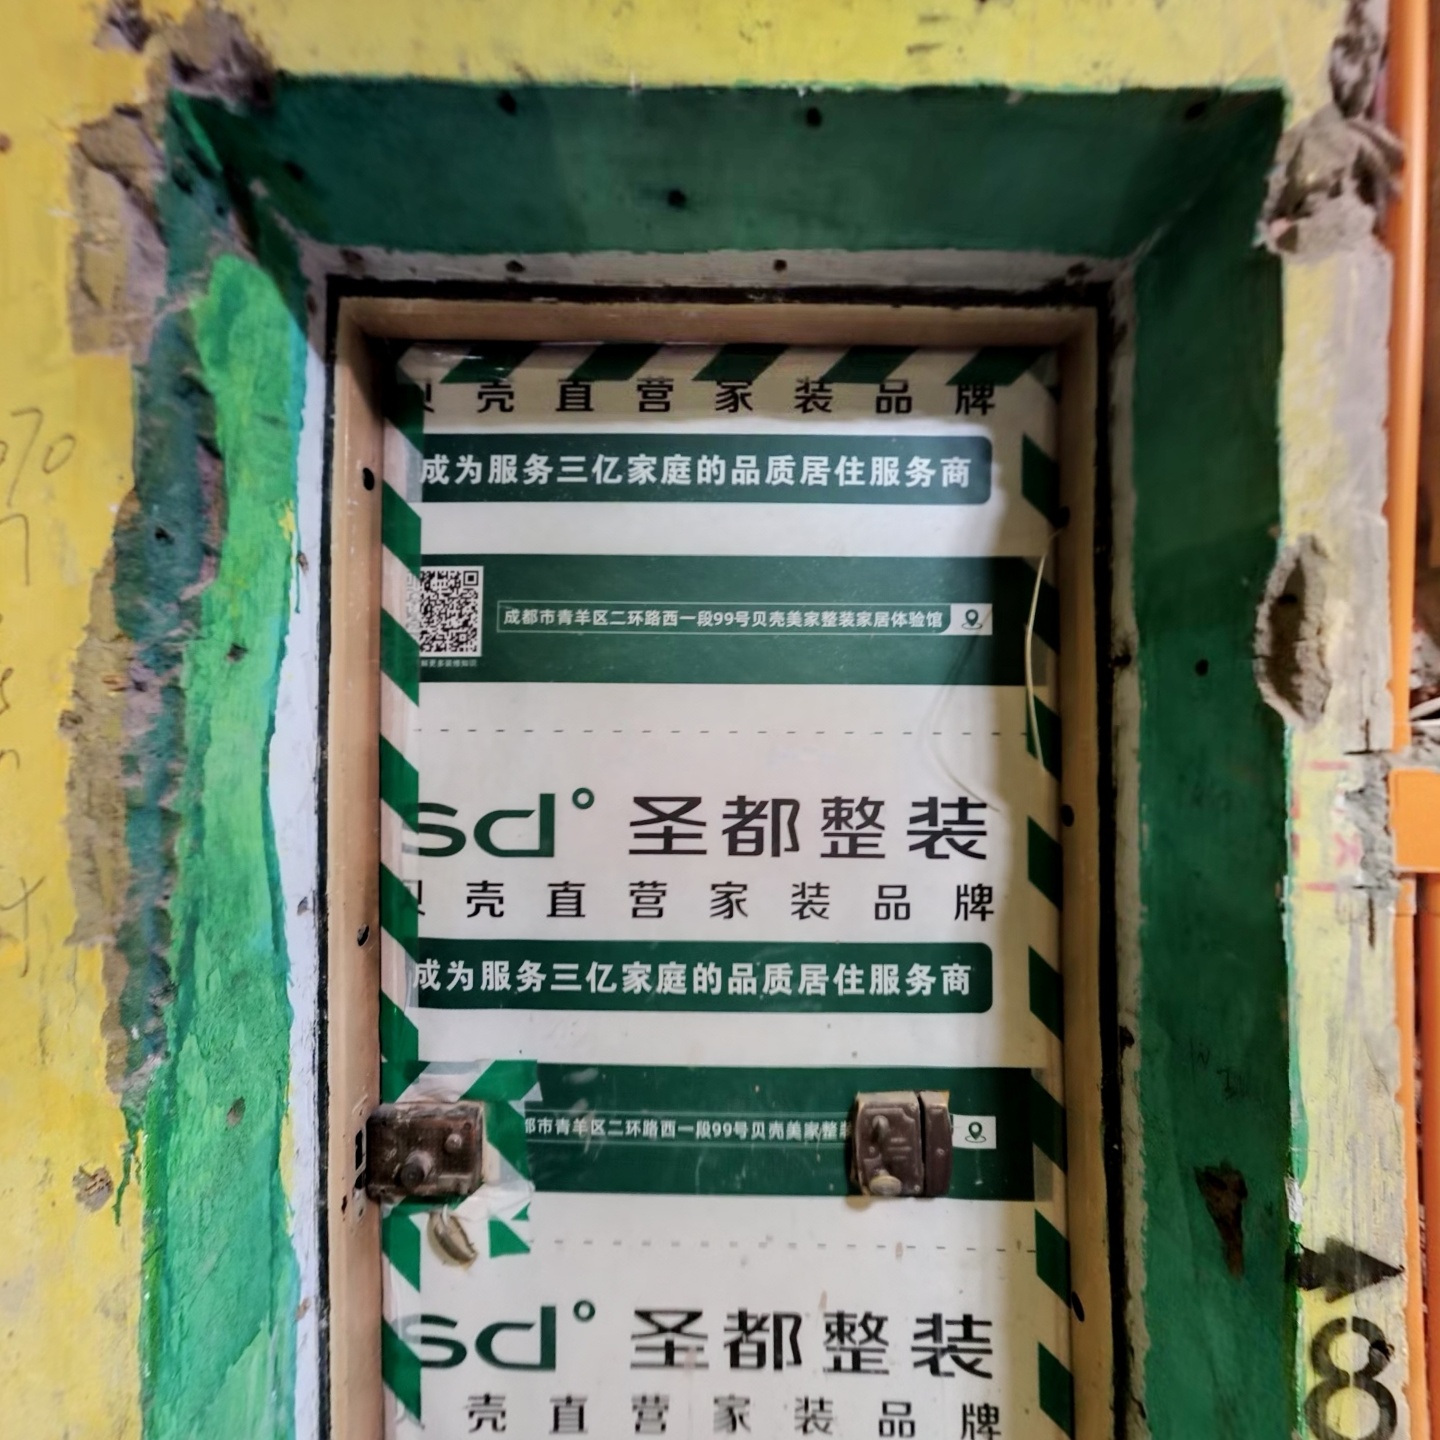 壳直营家装品牌
成为服务三亿家庭的品质居住服务商
成都市青羊区二环路西一段99号贝壳美家整装家居体验馆
sd° 圣都整装
壳直营家装品牌
成为服务三亿家庭的品质居住服务商
都市青羊区二环路西一段99号贝壳美家整
sd° 圣都整装
壳直营家装品牌
8